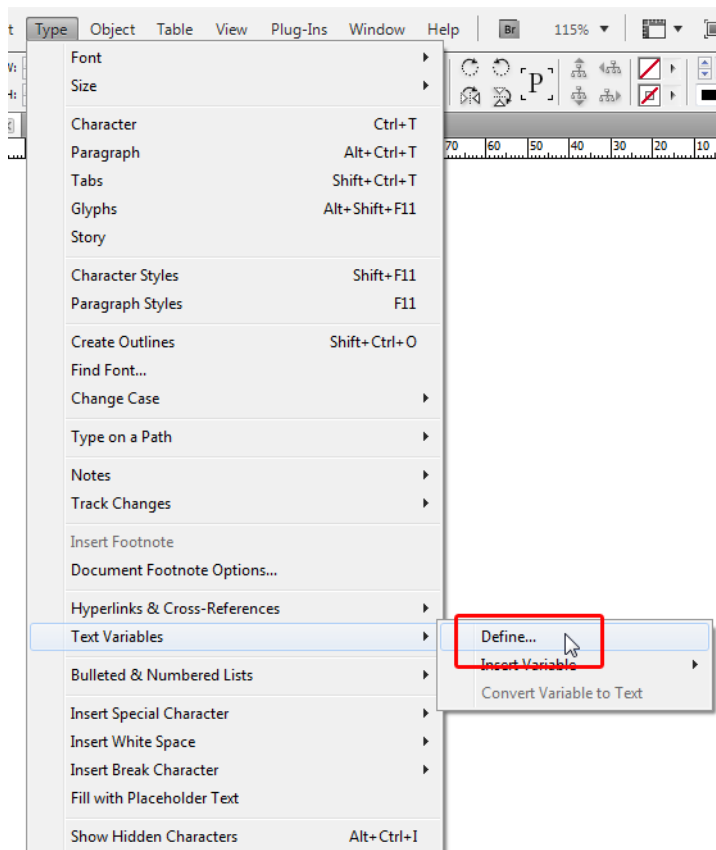 t Type Object Table View Plug-Ins Window Help Br 115%
W:
H:
P
70 60 50 40 30 20 10
Font
Size
Character Ctrl+T
Paragraph Alt+Ctrl+T
Tabs Shift+Ctrl+T
Glyphs Alt+Shift+F11
Story
Character Styles Shift+F11
Paragraph Styles F11
Create Outlines Shift+Ctrl+O
Find Font...
Change Case
Type on a Path
Notes
Track Changes
Insert Footnote
Document Footnote Options...
Hyperlinks & Cross-References
Text Variables
Define...
Insert Variable
Convert Variable to Text
Bulleted & Numbered Lists
Insert Special Character
Insert White Space
Insert Break Character
Fill with Placeholder Text
Show Hidden Characters Alt+Ctrl+I